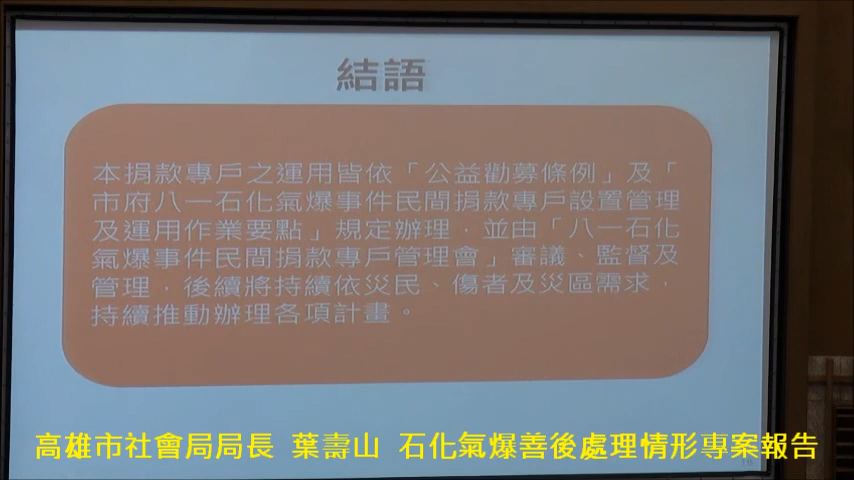 結語
本捐款專戶之運用皆依「公益勸募條例」及「
市府八一石化氣爆事件民間捐款專戶設置管理
及運用作業要點」規定辦理，並由「八一石化
氣爆事件民間捐款專戶管理會」審議、監督及
管理，後續將持續依災民、傷者及災區需求，
持續推動辦理各項計畫。
高雄市社會局局長 葉壽山 石化氣爆善後處理情形專案報告